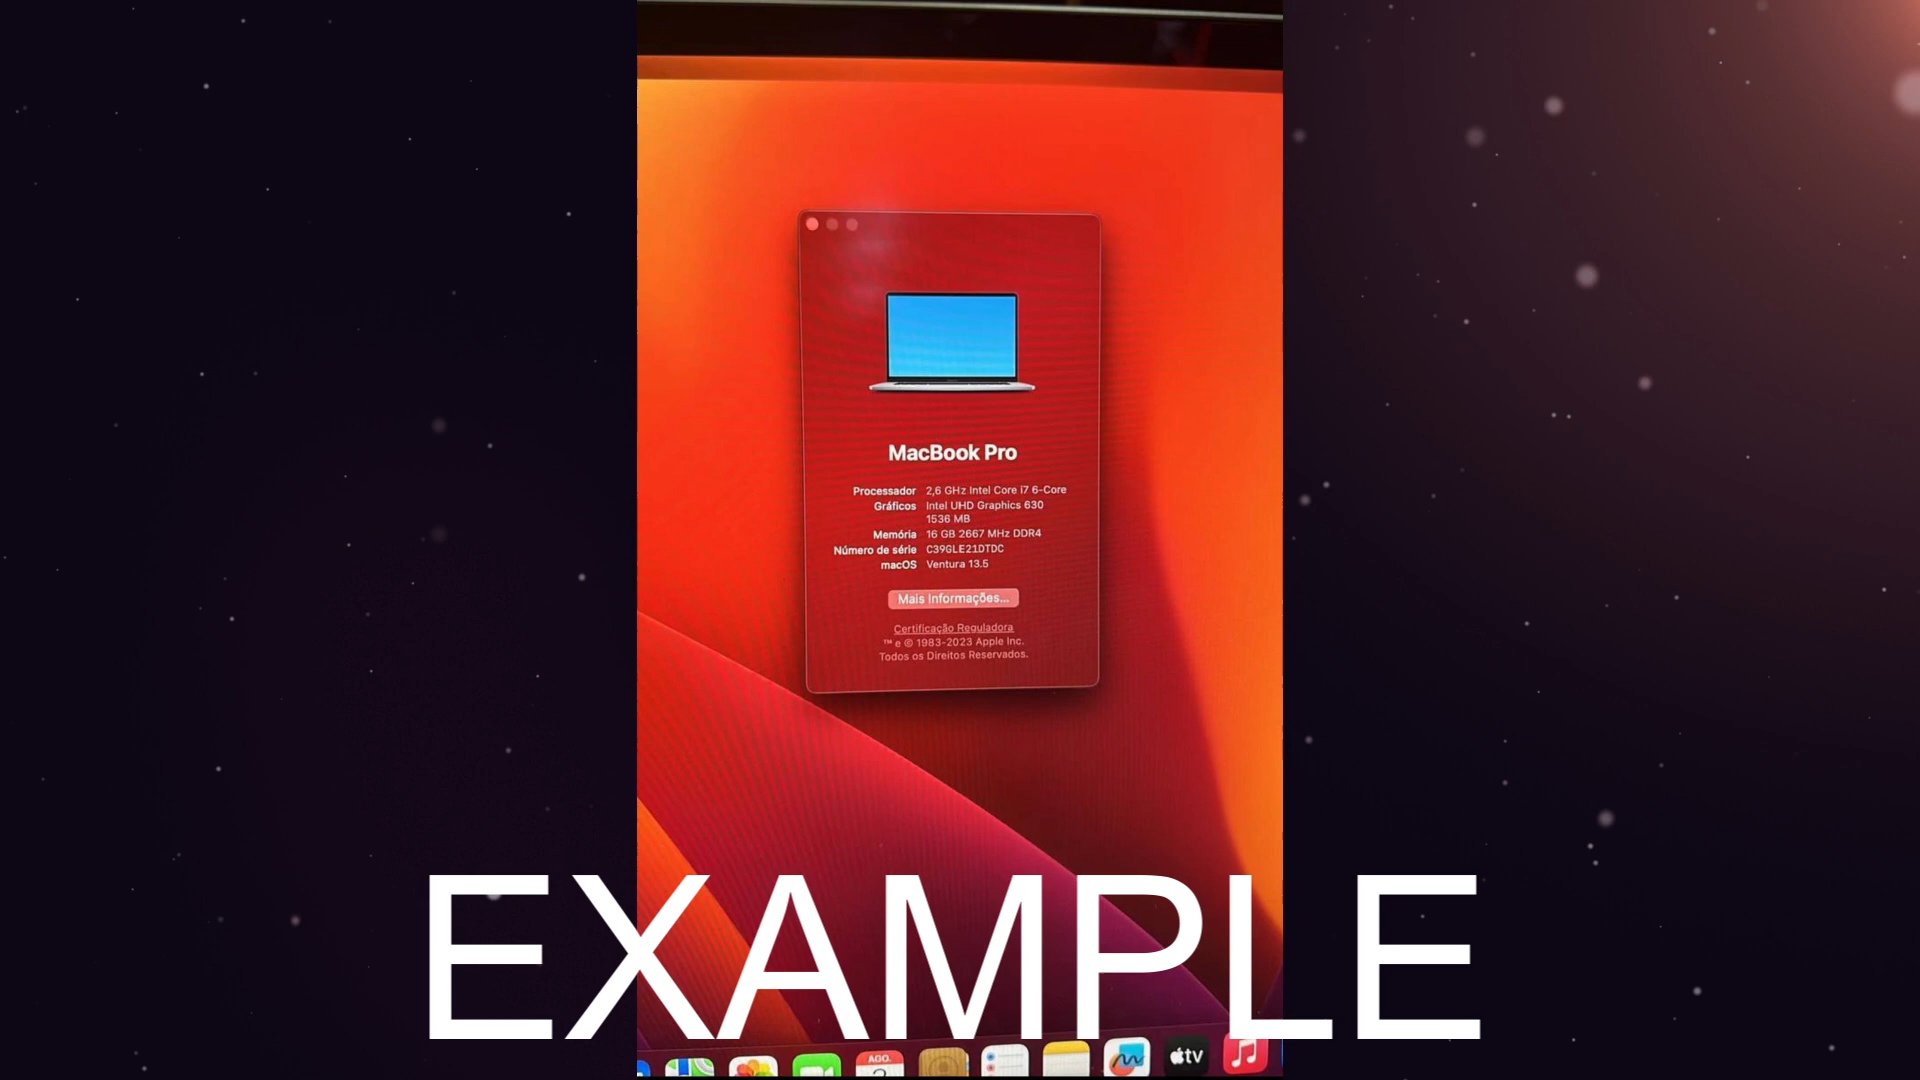 MacBook Pro
Processador 2,6 GHz Intel Core i7 6-Core
Gráficos Intel UHD Graphics 630
1536 MB
Memória 16 GB 2667 MHz DDR4
Número de série C39GLE21DTDC
macOS Ventura 13.5
Mais Informações...
Certificação Reguladora
™ e © 1983-2023 Apple Inc.
Todos os Direitos Reservados.
EXAMPLE
AGO.
tv